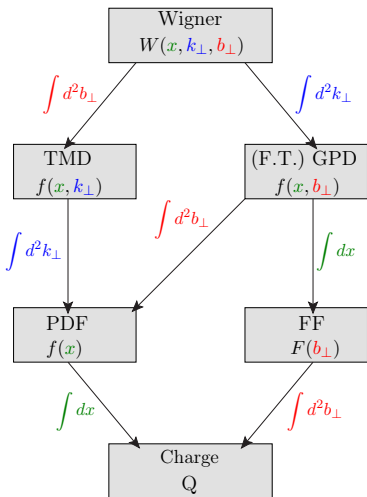 Wigner
W(x, k⊥, b⊥)
∫ d²b⊥
∫ d²k⊥
TMD
f(x, k⊥)
(F.T.) GPD
f(x, b⊥)
∫ d²b⊥
∫ d²k⊥
∫ dx
PDF
f(x)
FF
F(b⊥)
∫ dx
∫ d²b⊥
Charge
Q